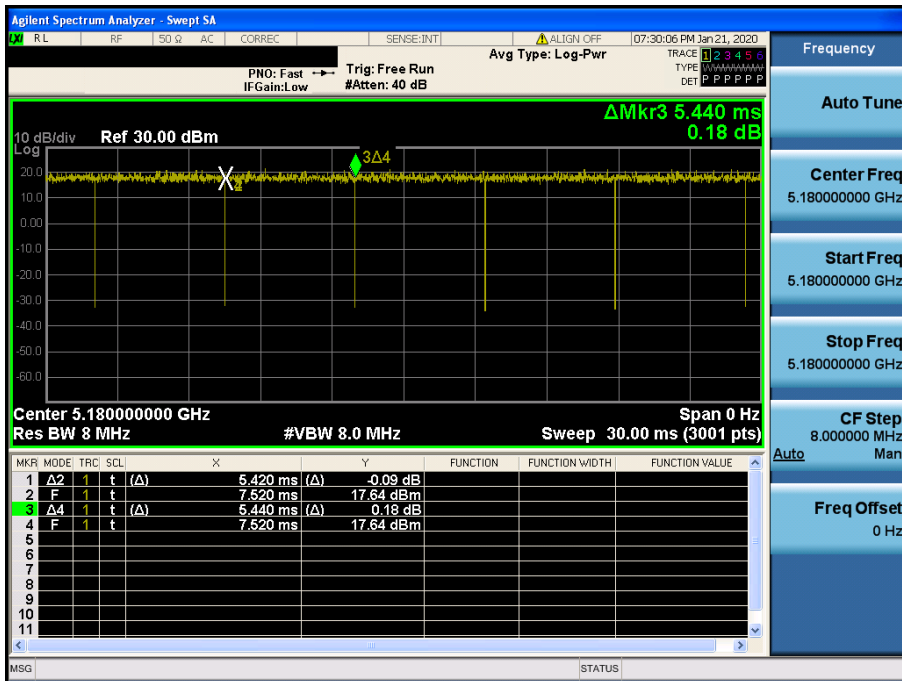 Agilent Spectrum Analyzer - Swept SA
LXI RL RF 50 Ω AC CORREC SENSE:INT ALIGN OFF 07:30:06 PM Jan 21, 2020
Frequency
Avg Type: Log-Pwr TRACE 1 2 3 4 5 6
PNO: Fast Trig: Free Run TYPE WWWWWW
IFGain:Low #Atten: 40 dB DET P P P P P P
Auto Tune
ΔMkr3 5.440 ms
10 dB/div Ref 30.00 dBm 0.18 dB
Log
3Δ4
20.0
4
10.0
0.00
-10.0
-20.0
-30.0
-40.0
-50.0
-60.0
Center 5.180000000 GHz Span 0 Hz
Res BW 8 MHz #VBW 8.0 MHz Sweep 30.00 ms (3001 pts)
Center Freq
5.180000000 GHz
Start Freq
5.180000000 GHz
Stop Freq
5.180000000 GHz
CF Step
8.000000 MHz
Auto Man
Freq Offset
0 Hz
MKR MODE TRC SCL X Y FUNCTION FUNCTION WIDTH FUNCTION VALUE
1 Δ2 1 t (Δ) 5.420 ms (Δ) -0.09 dB
2 F 1 t 7.520 ms 17.64 dBm
3 Δ4 1 t (Δ) 5.440 ms (Δ) 0.18 dB
4 F 1 t 7.520 ms 17.64 dBm
5
6
7
8
9
10
11
MSG STATUS